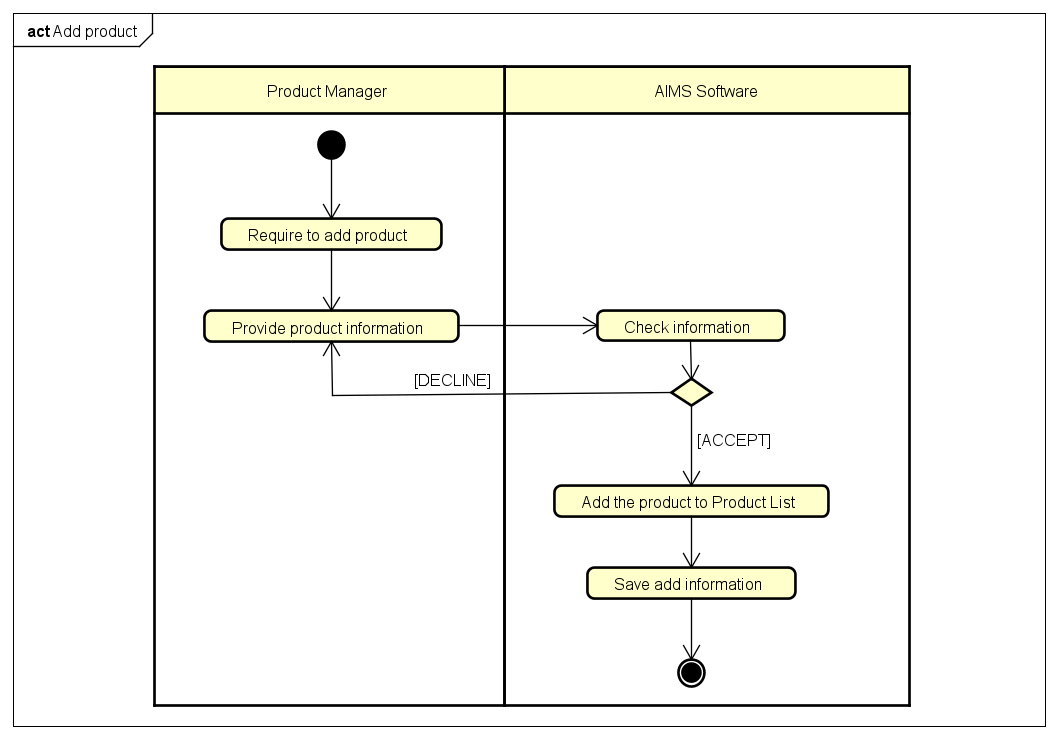 act Add product
Product Manager
AIMS Software
Require to add product
Provide product information
Check information
[DECLINE]
[ACCEPT]
Add the product to Product List
Save add information